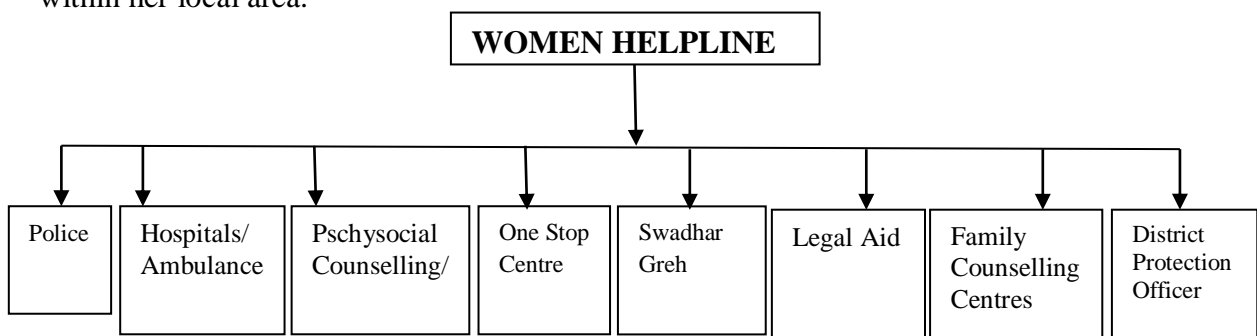 within her local area.
WOMEN HELPLINE
Police
Hospitals/
Ambulance
Pschysocial
Counselling/
One Stop
Centre
Swadhar
Greh
Legal Aid
Family
Counselling
Centres
District
Protection
Officer